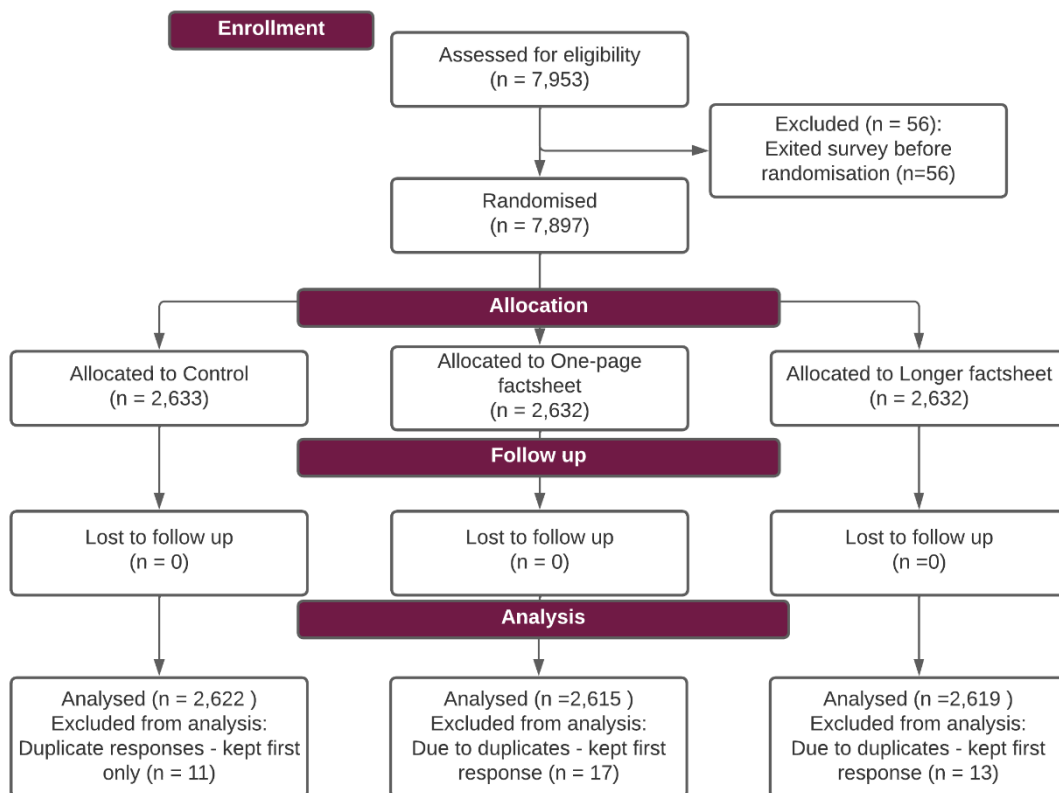 Enrollment
Assessed for eligibility
(n = 7,953)
Excluded (n = 56):
Exited survey before
randomisation (n=56)
Randomised
(n = 7,897)
Allocation
Allocated to Control
(n = 2,633)
Allocated to One-page
factsheet
(n = 2,632)
Allocated to Longer factsheet
(n = 2,632)
Follow up
Lost to follow up
(n = 0)
Lost to follow up
(n = 0)
Lost to follow up
(n =0)
Analysis
Analysed (n = 2,622 )
Excluded from analysis:
Duplicate responses - kept first
only (n = 11)
Analysed (n =2,615 )
Excluded from analysis:
Due to duplicates - kept first
response (n = 17)
Analysed (n =2,619 )
Excluded from analysis:
Due to duplicates - kept first
response (n = 13)